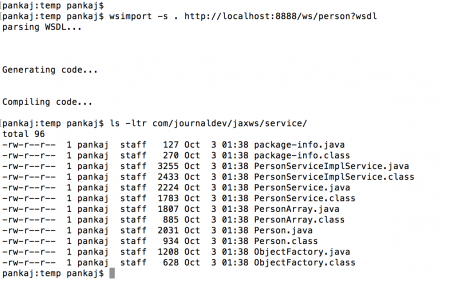 pankaj:temp pankaj$
pankaj:temp pankaj$ wsimport -s . http://localhost:8888/ws/person?wsdl
parsing WSDL...
Generating code...
Compiling code...
pankaj:temp pankaj$ ls -ltr com/journaldev/jaxws/service/
total 96
-rw-r--r-- 1 pankaj staff 127 Oct 3 01:38 package-info.java
-rw-r--r-- 1 pankaj staff 270 Oct 3 01:38 package-info.class
-rw-r--r-- 1 pankaj staff 3255 Oct 3 01:38 PersonServiceImplService.java
-rw-r--r-- 1 pankaj staff 2433 Oct 3 01:38 PersonServiceImplService.class
-rw-r--r-- 1 pankaj staff 2224 Oct 3 01:38 PersonService.java
-rw-r--r-- 1 pankaj staff 1783 Oct 3 01:38 PersonService.class
-rw-r--r-- 1 pankaj staff 1807 Oct 3 01:38 PersonArray.java
-rw-r--r-- 1 pankaj staff 885 Oct 3 01:38 PersonArray.class
-rw-r--r-- 1 pankaj staff 2031 Oct 3 01:38 Person.java
-rw-r--r-- 1 pankaj staff 934 Oct 3 01:38 Person.class
-rw-r--r-- 1 pankaj staff 1208 Oct 3 01:38 ObjectFactory.java
-rw-r--r-- 1 pankaj staff 628 Oct 3 01:38 ObjectFactory.class
pankaj:temp pankaj$